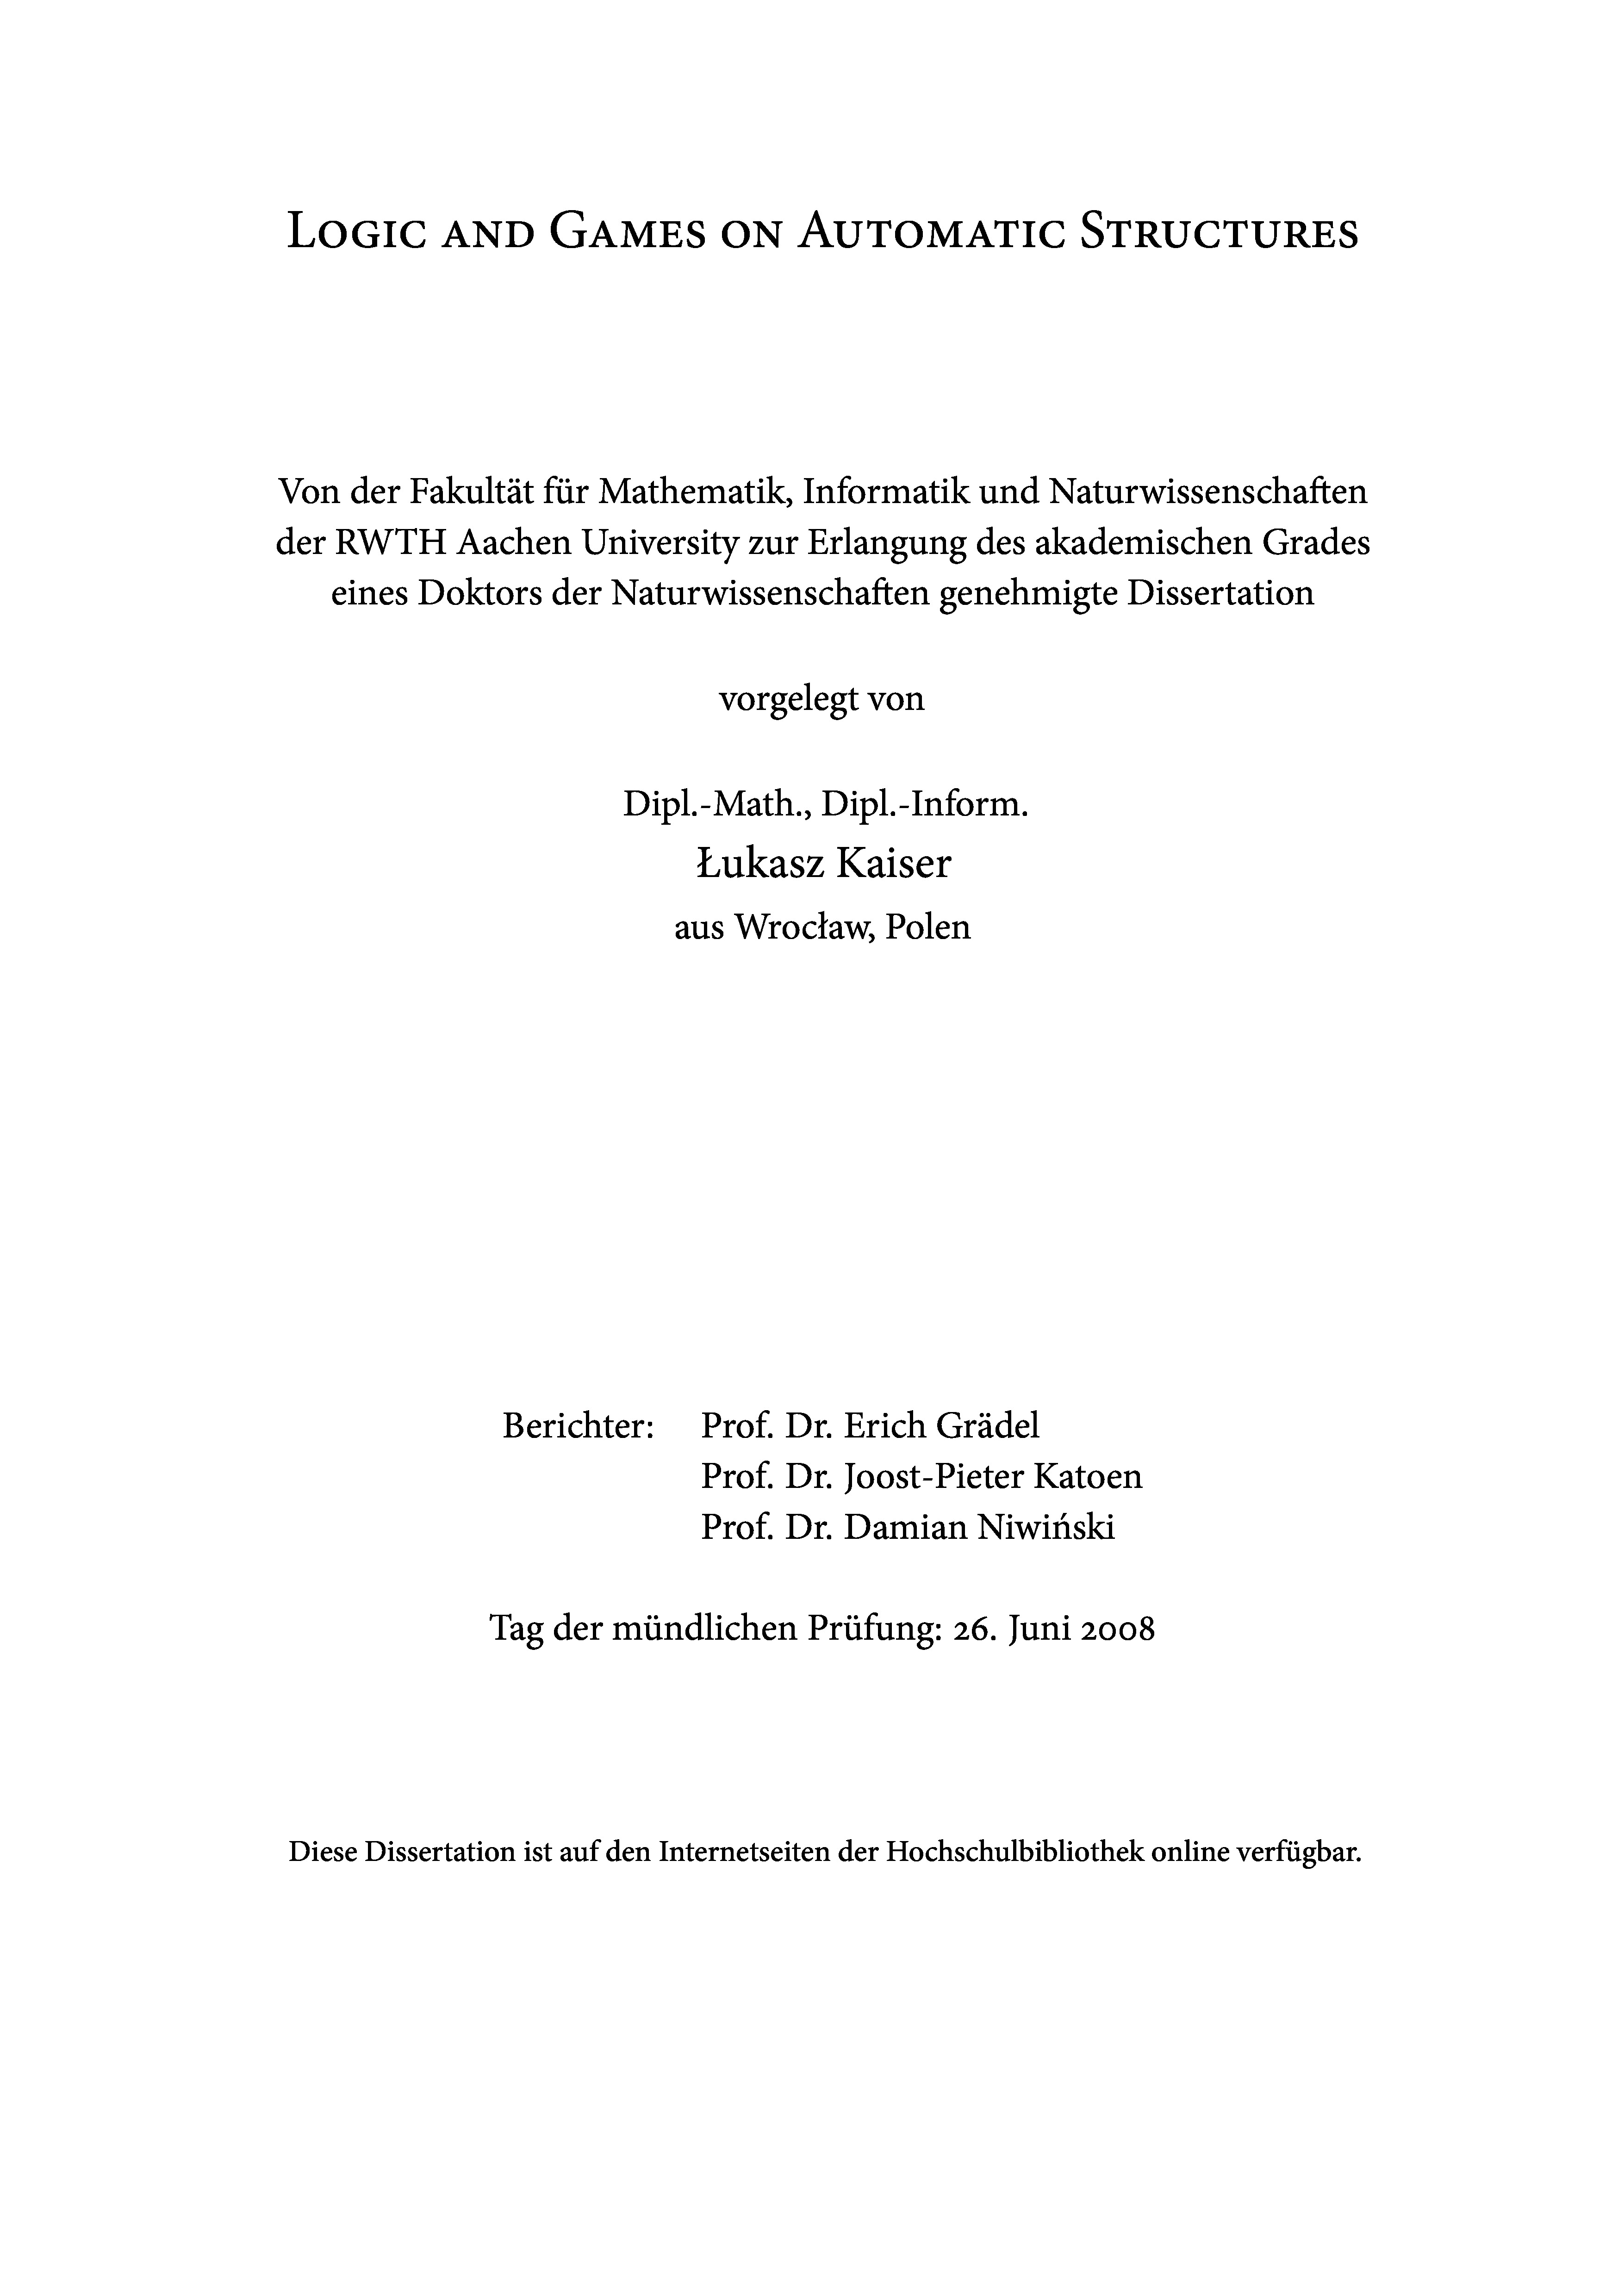 Logic and Games on Automatic Structures
Von der Fakultät für Mathematik, Informatik und Naturwissenschaften
der RWTH Aachen University zur Erlangung des akademischen Grades
eines Doktors der Naturwissenschaften genehmigte Dissertation
vorgelegt von
Dipl.-Math., Dipl.-Inform.
Łukasz Kaiser
aus Wrocław, Polen
Berichter: Prof. Dr. Erich Grädel
Prof. Dr. Joost-Pieter Katoen
Prof. Dr. Damian Niwiński
Tag der mündlichen Prüfung: 26. Juni 2008
Diese Dissertation ist auf den Internetseiten der Hochschulbibliothek online verfügbar.